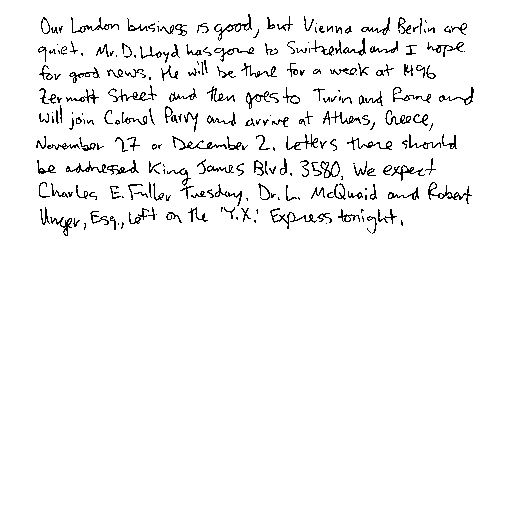 Our London business is good, but Vienna and Berlin are
quiet. Mr. D. Lloyd has gone to Switzerland and I hope
for good news. He will be there for a week at 1496
Zermott Street and then goes to Turin and Rome and
will join Colonel Parry and arrive at Athens, Greece,
November 27 or December 2. Letters there should
be addressed King James Blvd. 3580. We expect
Charles E. Fuller Tuesday. Dr. L. McQuaid and Robert
Unger, Esq., left on the 'Y.X.' Express tonight.